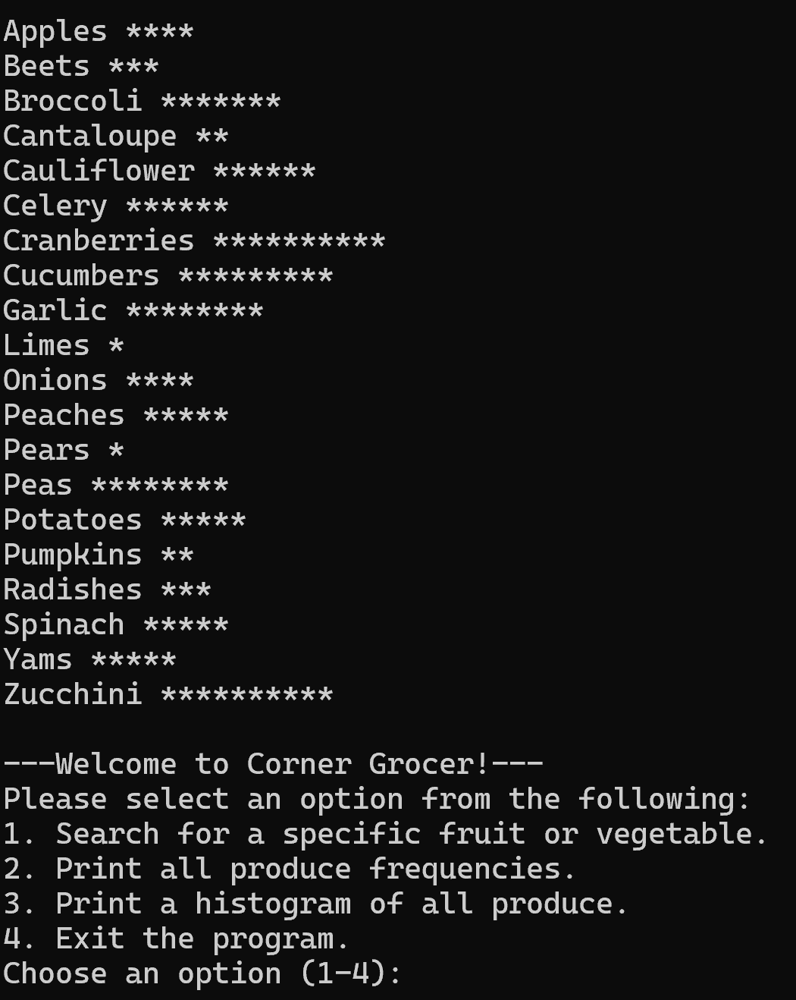 Apples ****
Beets ***
Broccoli *******
Cantaloupe **
Cauliflower ******
Celery ******
Cranberries **********
Cucumbers *********
Garlic ********
Limes *
Onions ****
Peaches *****
Pears *
Peas ********
Potatoes *****
Pumpkins **
Radishes ***
Spinach *****
Yams *****
Zucchini **********

---Welcome to Corner Grocer!---
Please select an option from the following:
1. Search for a specific fruit or vegetable.
2. Print all produce frequencies.
3. Print a histogram of all produce.
4. Exit the program.
Choose an option (1-4):